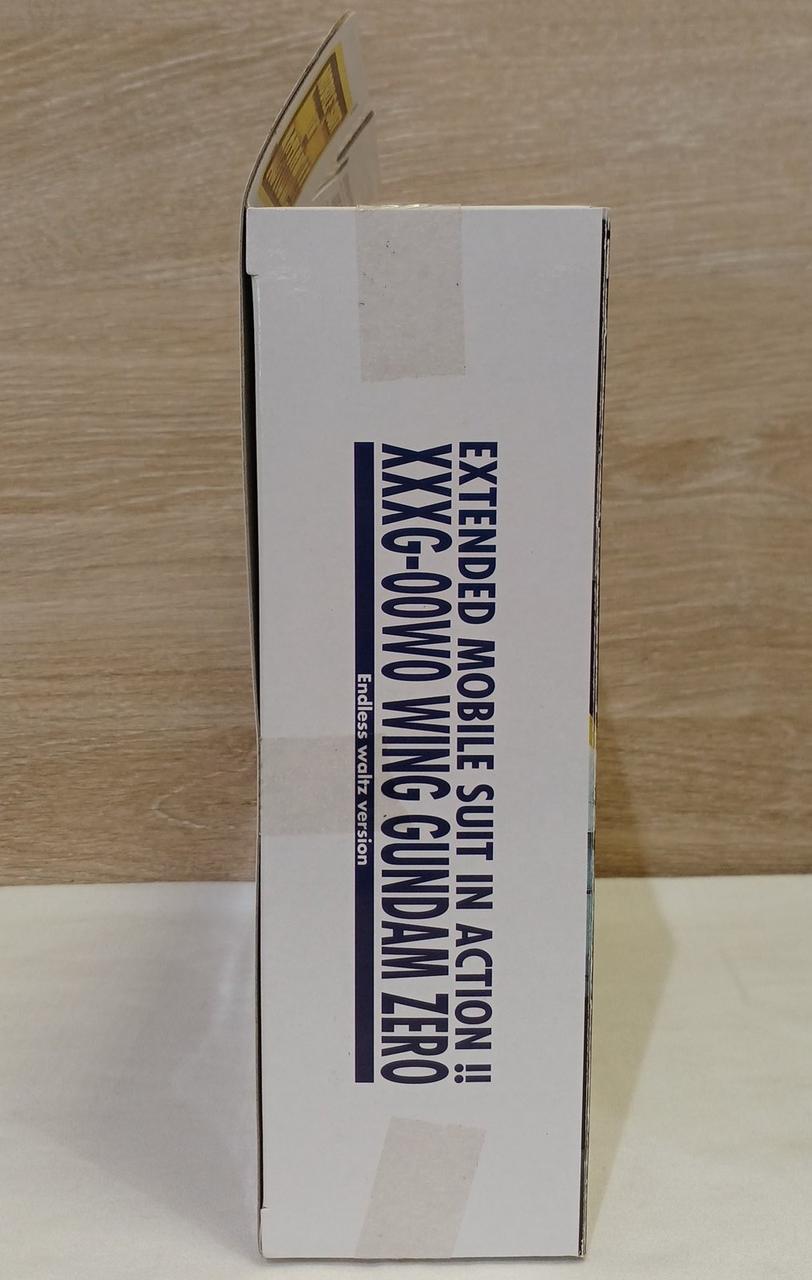 EXTENDED MOBILE SUIT IN ACTION !!
XXXG-00W0 WING GUNDAM ZERO
Endless waltz version